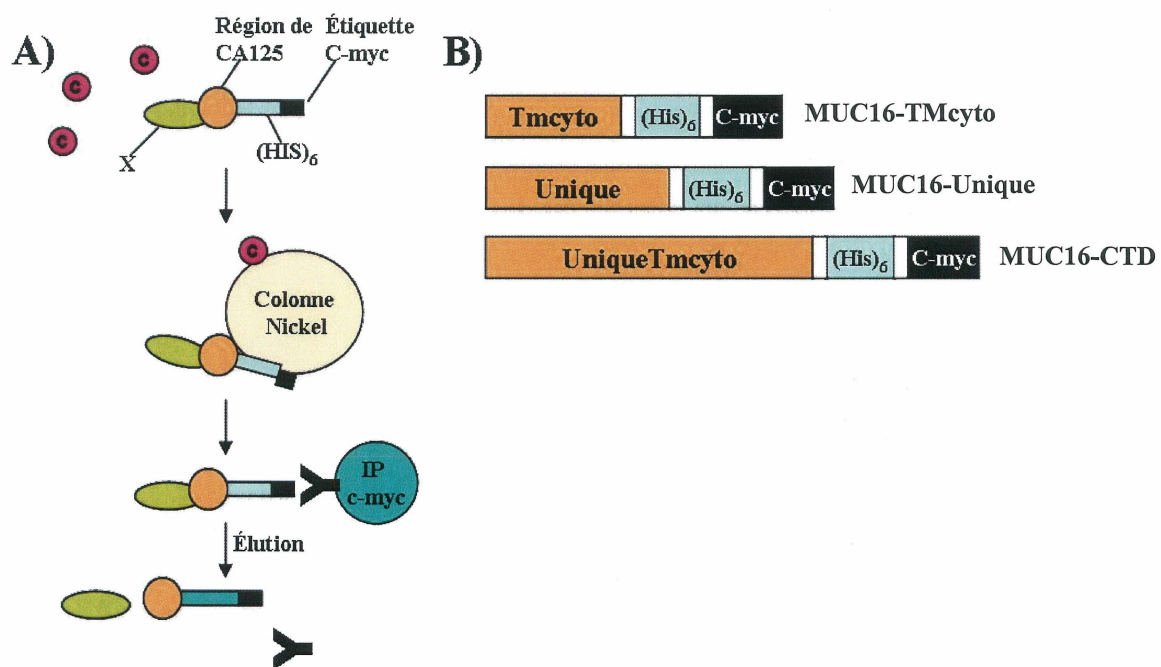 A)
Région de
CA125
Étiquette
C-myc
C
C
C
X
(HIS)6
C
Colonne
Nickel
IP
c-myc
Élution
B)
Tmcyto (His)6 C-myc MUC16-TMcyto
Unique (His)6 C-myc MUC16-Unique
UniqueTmcyto (His)6 C-myc MUC16-CTD